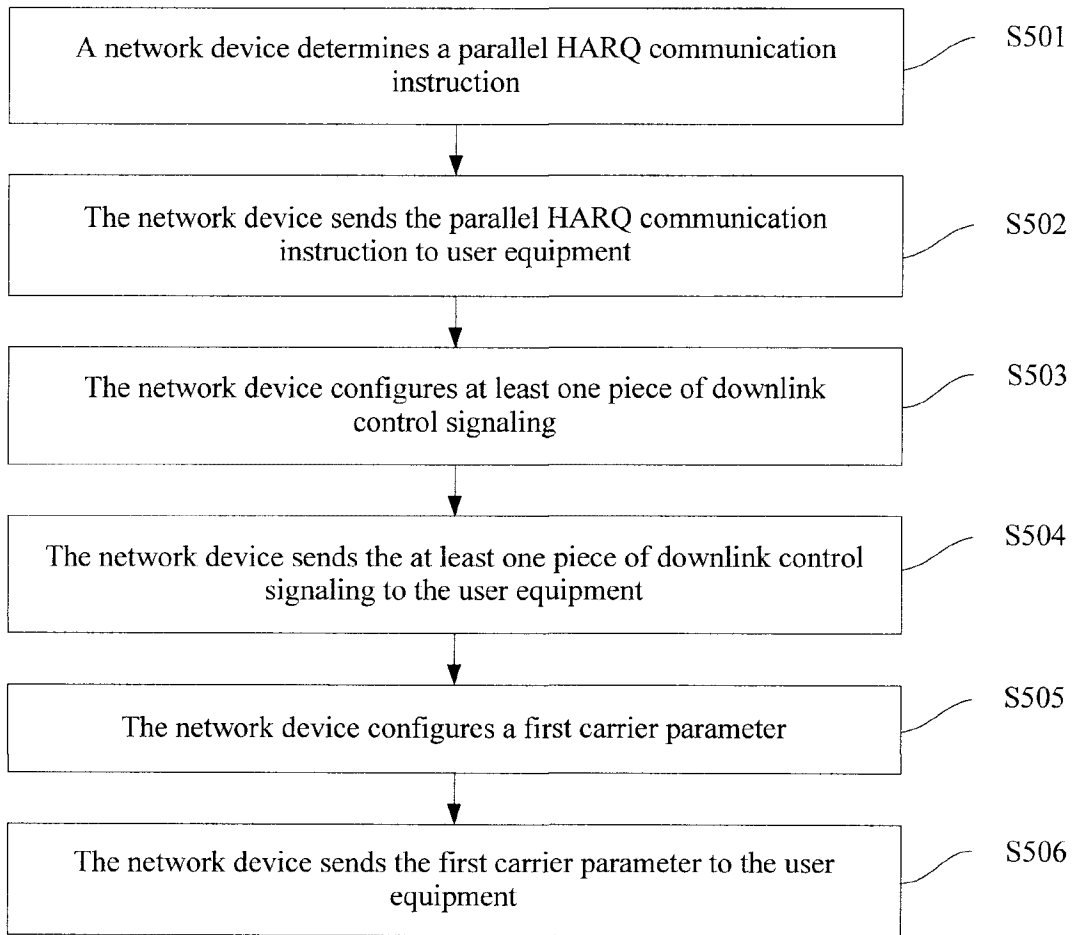 A network device determines a parallel HARQ communication
instruction
S501
The network device sends the parallel HARQ communication
instruction to user equipment
S502
The network device configures at least one piece of downlink
control signaling
S503
The network device sends the at least one piece of downlink control
signaling to the user equipment
S504
The network device configures a first carrier parameter
S505
The network device sends the first carrier parameter to the user
equipment
S506